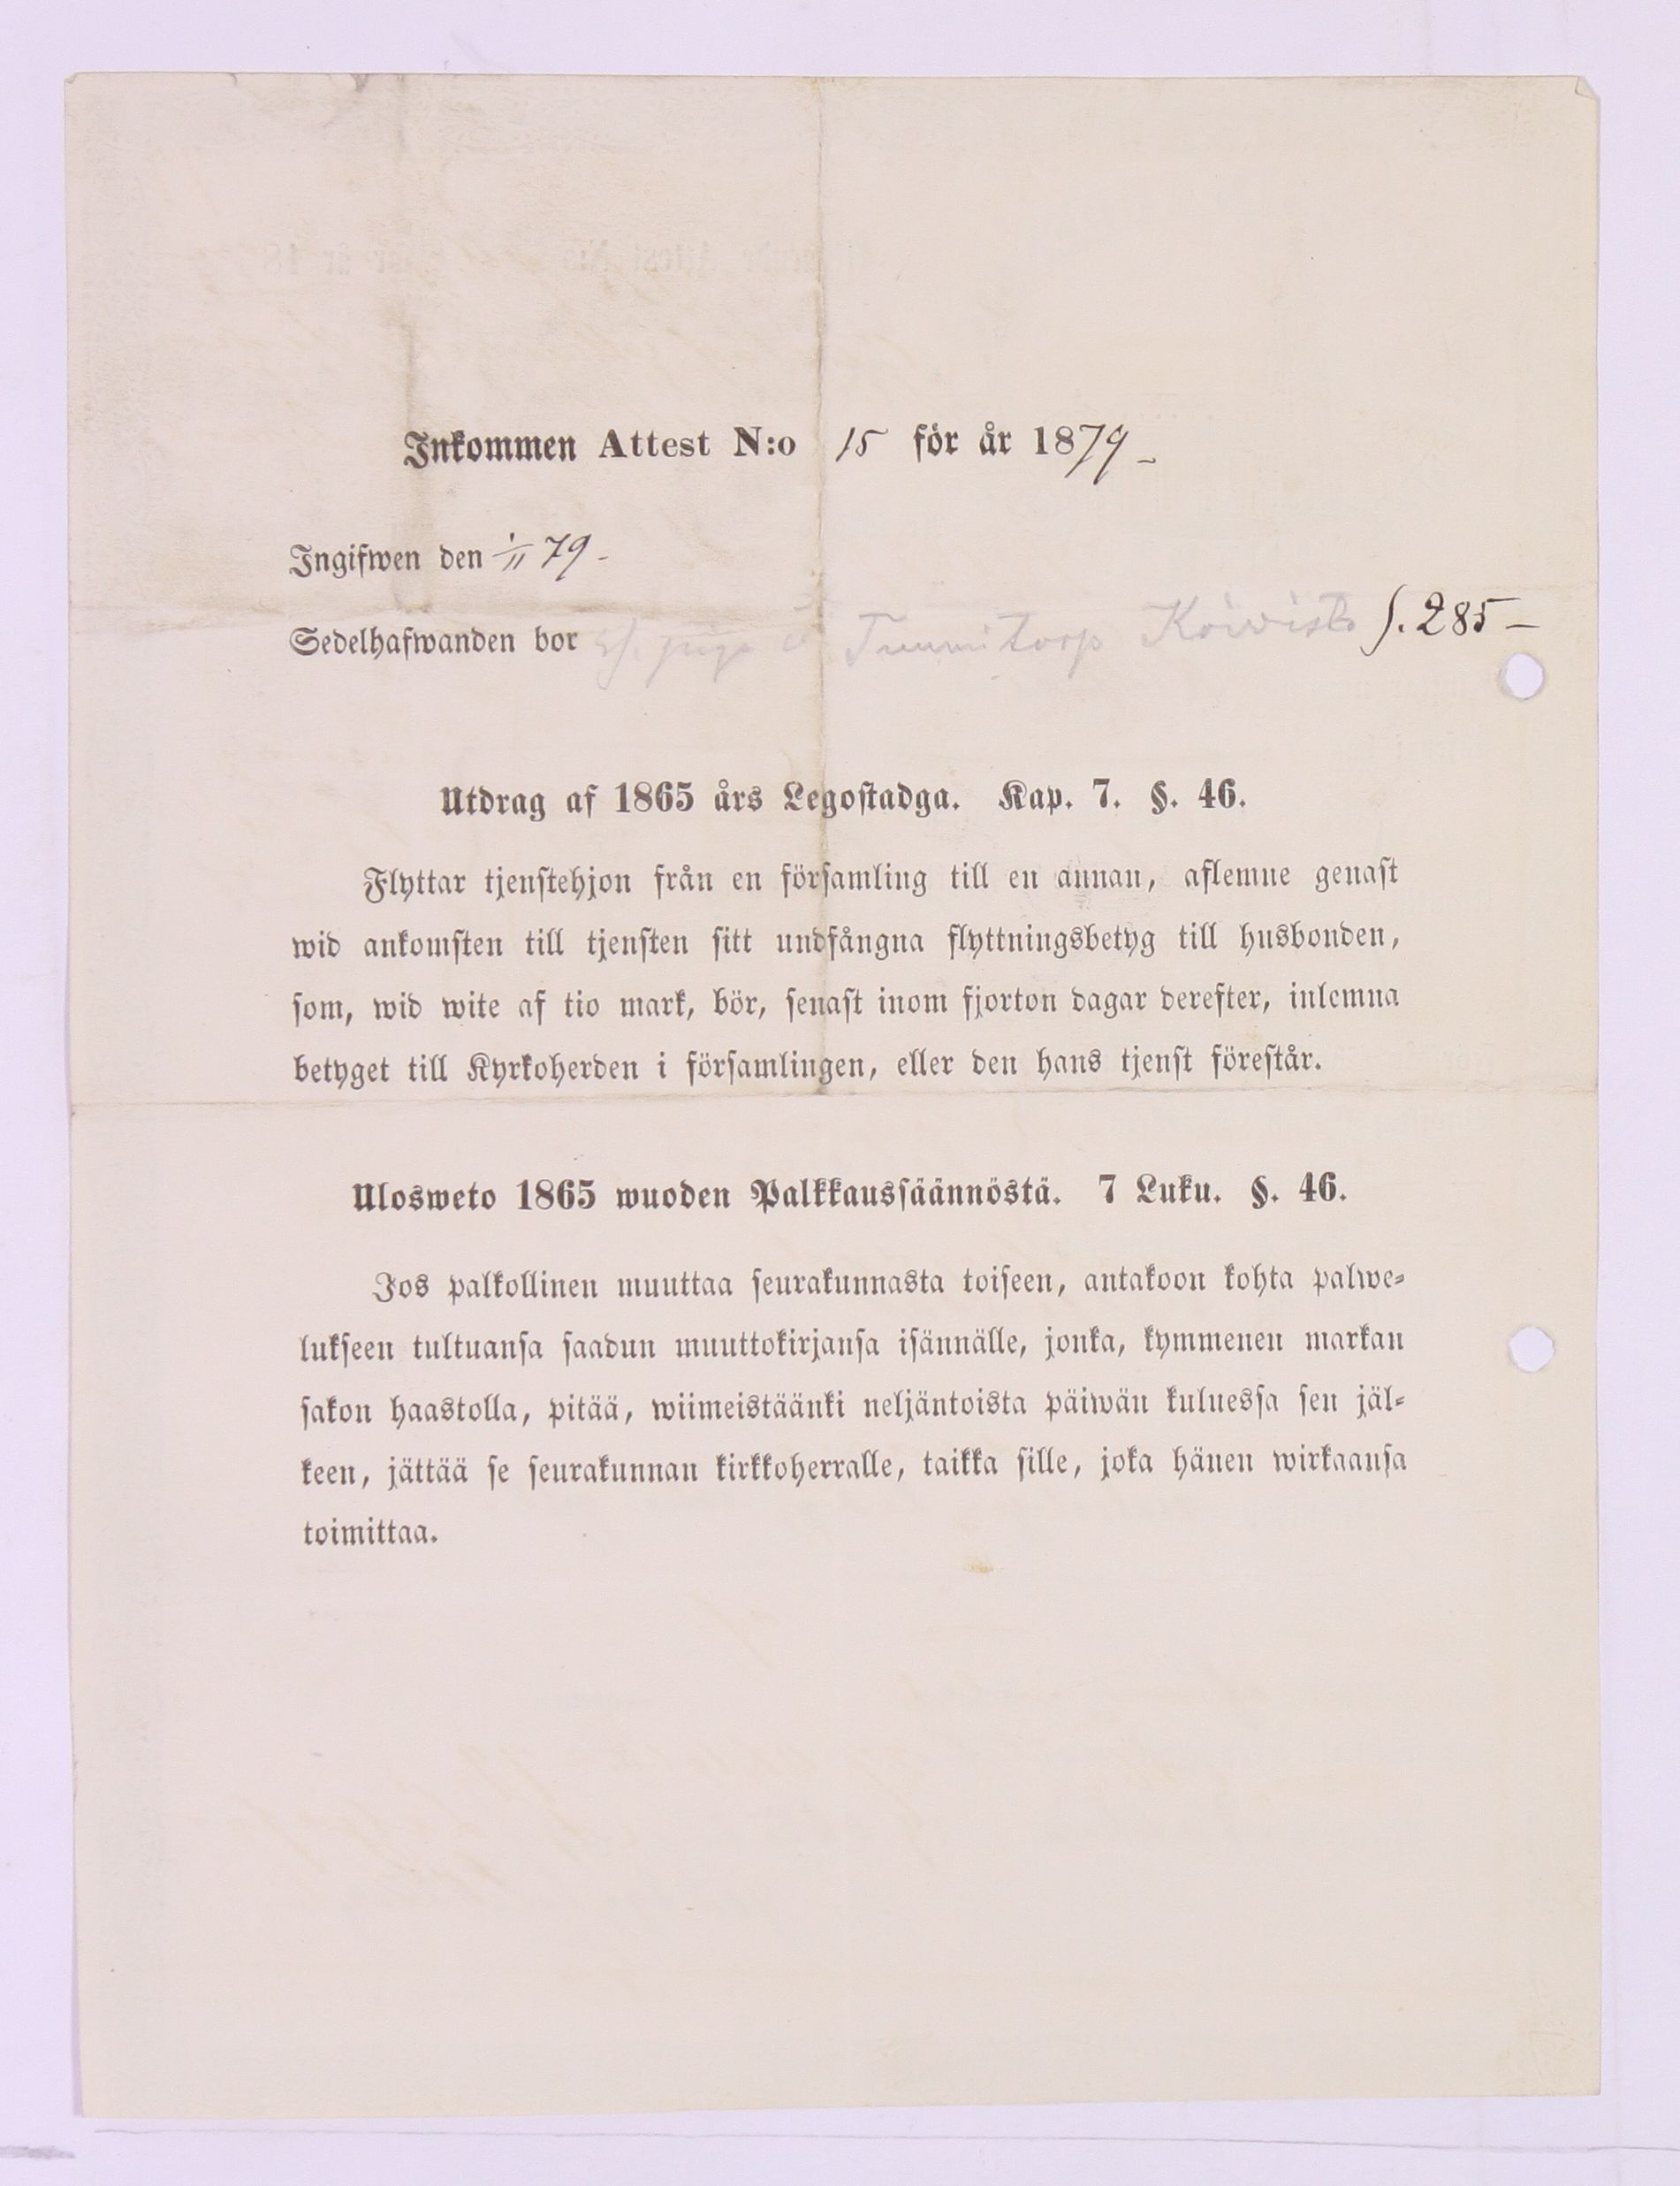 Inkommen Attest N:o 15 för år 1879 -
Ingifwen den 1/11 79 -
Sedelhafwanden bor piga Tuumi torp Koivisto S. 285 -
Utdrag af 1865 års Legostadga. Kap. 7. §. 46.
Flyttar tjenstehjon från en församling till en annan, aflemne genast
wid ankomsten till tjensten sitt undfångna flyttningsbetyg till husbonden,
som, wid wite af tio mark, bör, senast inom fjorton dagar derefter, inlemna
betyget till Kyrkoherden i församlingen, eller den hans tjenst förestår.
Ulosweto 1865 wuoden Palkkaussäännöstä. 7 Luku. §. 46.
Jos palkollinen muuttaa seurakunnasta toiseen, antakoon kohta palwe-
lukseen tultuansa saadun muuttokirjansa isännälle, jonka, kymmenen markan
sakon haastolla, pitää, wiimeistäänki neljäntoista päiwän kuluessa sen jäl-
keen, jättää se seurakunnan kirkkoherralle, taikka sille, joka hänen wirkaansa
toimittaa.